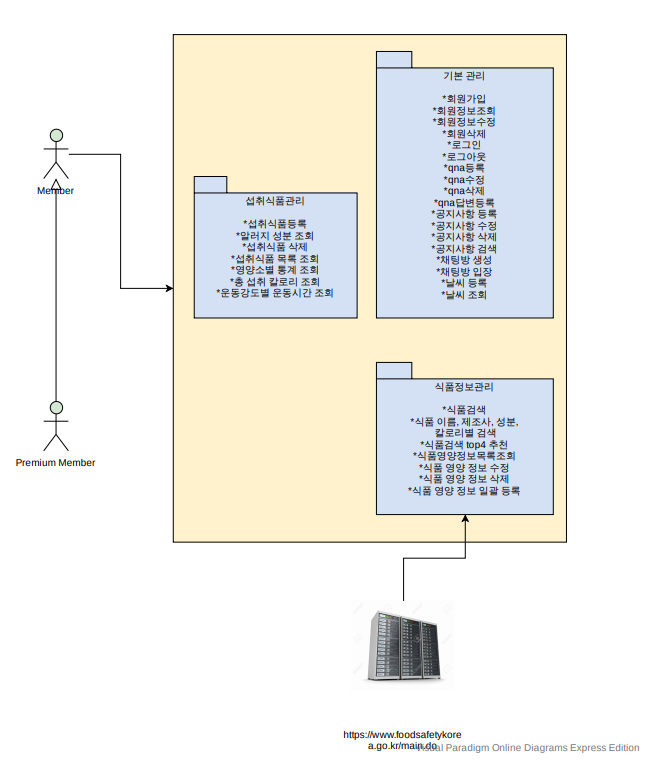 기본 관리
*회원가입
*회원정보조회
*회원정보수정
*회원삭제
*로그인
*로그아웃
*qna등록
*qna수정
*qna삭제
*qna답변등록
*공지사항 등록
*공지사항 수정
*공지사항 삭제
*공지사항 검색
*채팅방 생성
*채팅방 입장
*날씨 등록
*날씨 조회
Member
섭취식품관리
*섭취식품등록
*알러지 성분 조회
*섭취식품 삭제
*섭취식품 목록 조회
*영양소별 통계 조회
*총 섭취 칼로리 조회
*운동강도별 운동시간 조회
식품정보관리
*식품검색
*식품 이름, 제조사, 성분,
칼로리별 검색
*식품검색 top4 추천
*식품영양정보목록조회
*식품 영양 정보 수정
*식품 영양 정보 삭제
*식품 영양 정보 일괄 등록
Premium Member
https://www.foodsafetykore
a.go.kr/main.do
Visual Paradigm Online Diagrams Express Edition